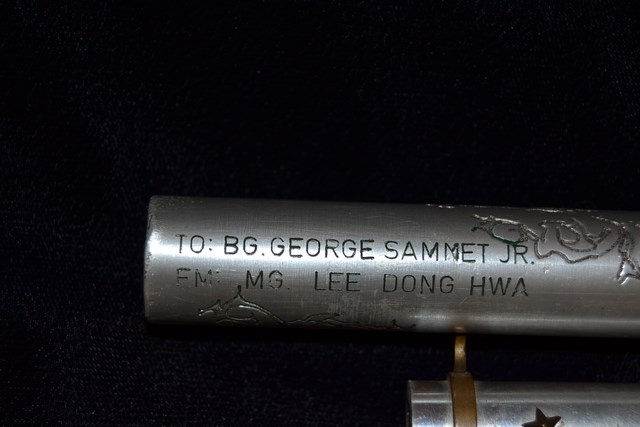 TO: BG. GEORGE SAMMET JR.
FM: MG. LEE DONG HWA